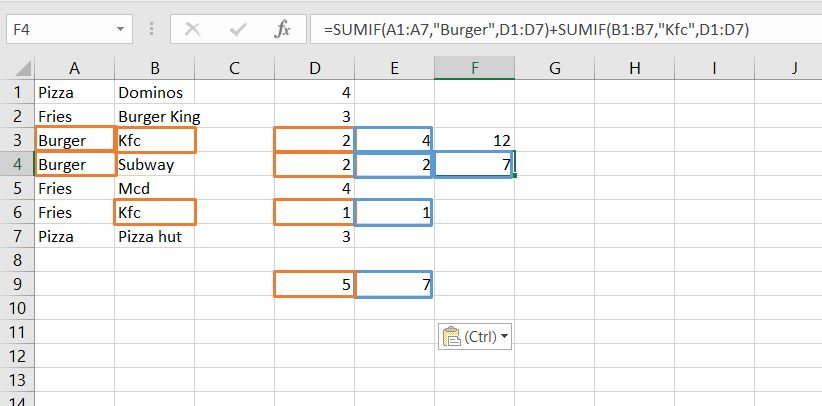 F4 fx =SUMIF(A1:A7,"Burger",D1:D7)+SUMIF(B1:B7,"Kfc",D1:D7)
A B C D E F G H I J
1 Pizza Dominos 4
2 Fries Burger King 3
3 Burger Kfc 2 4 12
4 Burger Subway 2 2 7
5 Fries Mcd 4
6 Fries Kfc 1 1
7 Pizza Pizza hut 3
8
9 5 7
10
11 (Ctrl)
12
13
14